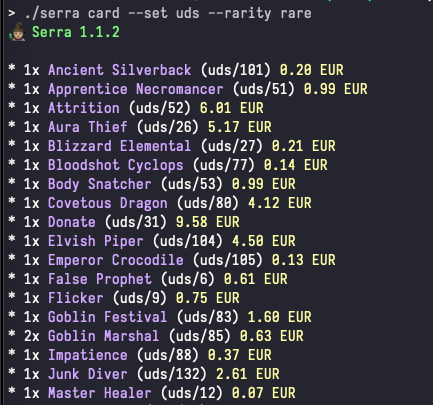 > ./serra card --set uds --rarity rare
Serra 1.1.2
* 1x Ancient Silverback (uds/101) 0.20 EUR
* 1x Apprentice Necromancer (uds/51) 0.99 EUR
* 1x Attrition (uds/52) 6.01 EUR
* 1x Aura Thief (uds/26) 5.17 EUR
* 1x Blizzard Elemental (uds/27) 0.21 EUR
* 1x Bloodshot Cyclops (uds/77) 0.14 EUR
* 1x Body Snatcher (uds/53) 0.99 EUR
* 1x Covetous Dragon (uds/80) 4.12 EUR
* 1x Donate (uds/31) 9.58 EUR
* 1x Elvish Piper (uds/104) 4.50 EUR
* 1x Emperor Crocodile (uds/105) 0.13 EUR
* 1x False Prophet (uds/6) 0.61 EUR
* 1x Flicker (uds/9) 0.75 EUR
* 1x Goblin Festival (uds/83) 1.60 EUR
* 2x Goblin Marshal (uds/85) 0.63 EUR
* 1x Impatience (uds/88) 0.37 EUR
* 1x Junk Diver (uds/132) 2.61 EUR
* 1x Master Healer (uds/12) 0.07 EUR